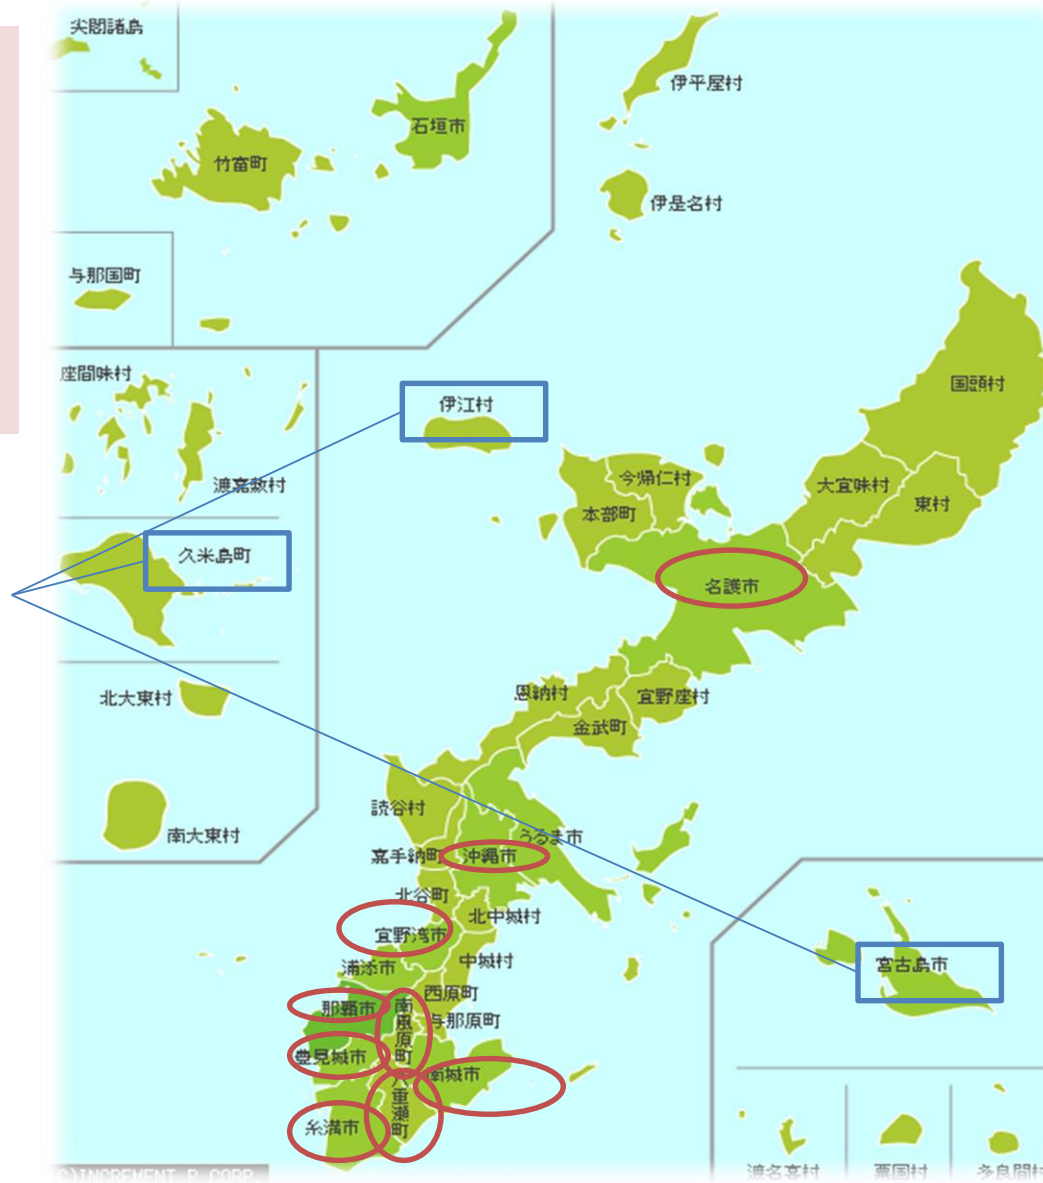 尖閣諸島
石垣市
竹富町
与那国町
伊平屋村
伊是名村
座間味村
渡嘉敷村
伊江村
国頭村
今帰仁村
本部町
大宜味村
東村
久米島町
名護市
北大東村
南大東村
恩納村
宜野座村
金武町
読谷村
うるま市
嘉手納町
沖縄市
北谷町
北中城村
宜野湾市
中城村
浦添市
西原町
那覇市
南風原町
与那原町
豊見城市
南城市
八重瀬町
糸満市
宮古島市
渡名喜村
粟国村
多良間村
(C)INCREMENT P CORP